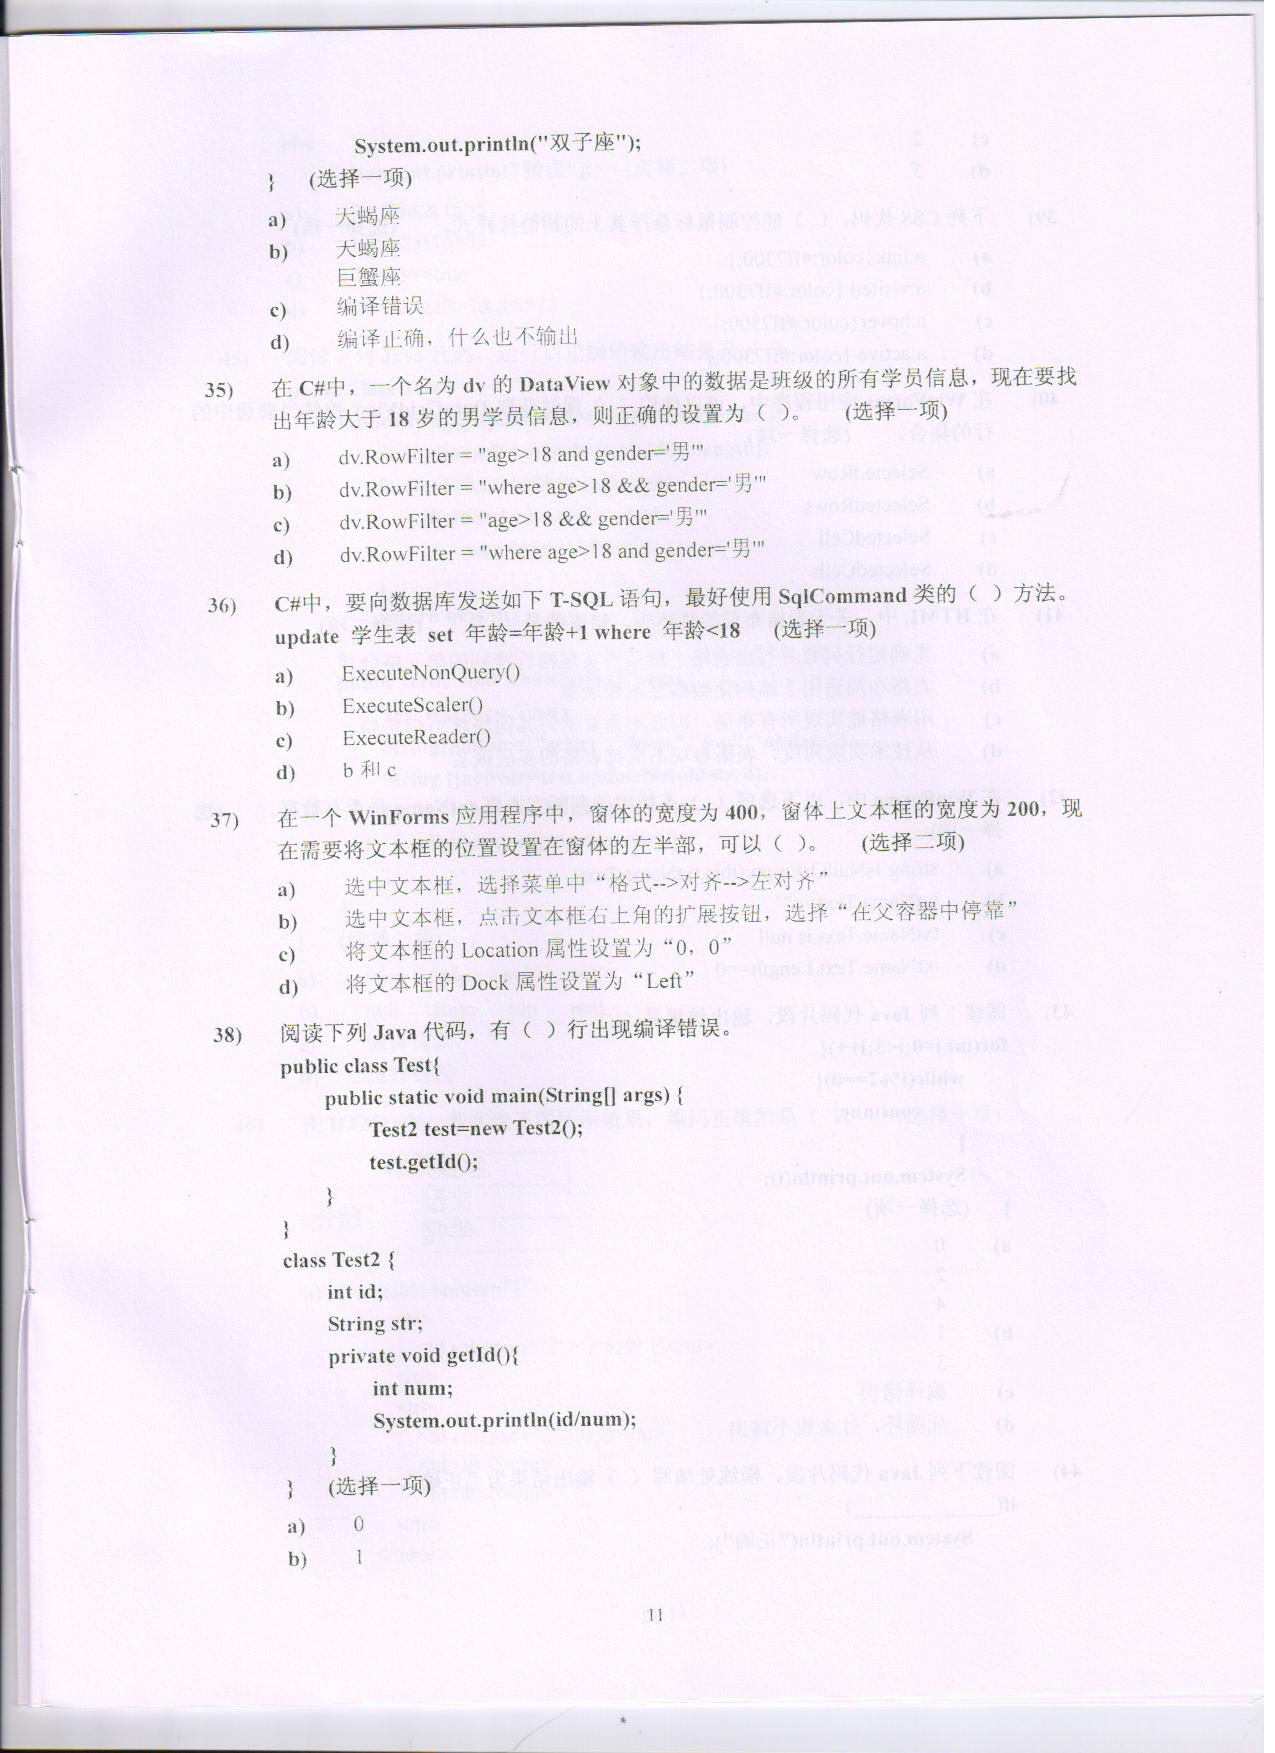 System.out.println("双子座");
} (选择一项)
a) 天蝎座
b) 天蝎座
巨蟹座
c) 编译错误
d) 编译正确，什么也不输出
35) 在 C#中，一个名为 dv 的 DataView 对象中的数据是班级的所有学员信息，现在要找
出年龄大于 18 岁的男学员信息，则正确的设置为（ ）。 (选择一项)
a) dv.RowFilter = "age>18 and gender='男'"
b) dv.RowFilter = "where age>18 && gender='男'"
c) dv.RowFilter = "age>18 && gender='男'"
d) dv.RowFilter = "where age>18 and gender='男'"
36) C#中，要向数据库发送如下 T-SQL 语句，最好使用 SqlCommand 类的（ ）方法。
update 学生表 set 年龄=年龄+1 where 年龄<18 (选择一项)
a) ExecuteNonQuery()
b) ExecuteScaler()
c) ExecuteReader()
d) b 和 c
37) 在一个 WinForms 应用程序中，窗体的宽度为 400，窗体上文本框的宽度为 200，现
在需要将文本框的位置设置在窗体的左半部，可以（ ）。 (选择二项)
a) 选中文本框，选择菜单中“格式-->对齐-->左对齐”
b) 选中文本框，点击文本框右上角的扩展按钮，选择“在父容器中停靠”
c) 将文本框的 Location 属性设置为“0，0”
d) 将文本框的 Dock 属性设置为“Left”
38) 阅读下列 Java 代码，有（ ）行出现编译错误。
public class Test{
public static void main(String[] args) {
Test2 test=new Test2();
test.getId();
}
}
class Test2 {
int id;
String str;
private void getId(){
int num;
System.out.println(id/num);
}
} (选择一项)
a) 0
b) 1
11